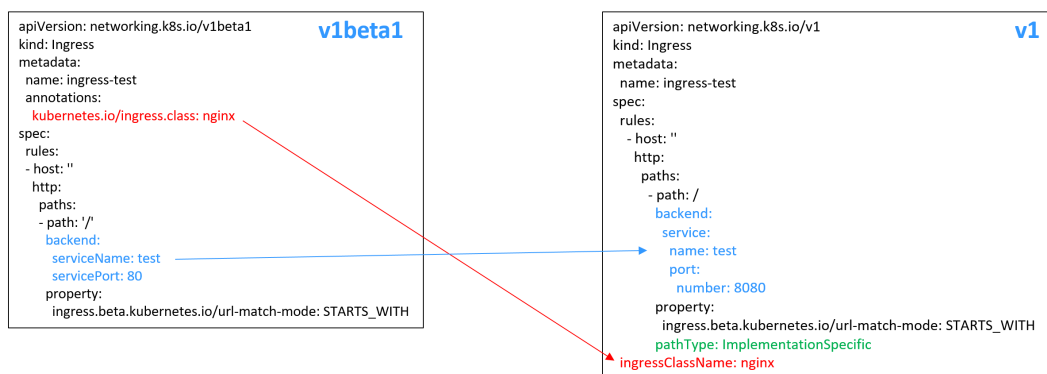 apiVersion: networking.k8s.io/v1beta1
v1beta1
kind: Ingress
metadata:
  name: ingress-test
  annotations:
    kubernetes.io/ingress.class: nginx
spec:
  rules:
  - host: ''
    http:
      paths:
      - path: '/'
        backend:
          serviceName: test
          servicePort: 80
        property:
          ingress.beta.kubernetes.io/url-match-mode: STARTS_WITH
apiVersion: networking.k8s.io/v1
v1
kind: Ingress
metadata:
  name: ingress-test
spec:
  rules:
    - host: ''
      http:
        paths:
          - path: /
            backend:
              service:
                name: test
                port:
                  number: 8080
            property:
              ingress.beta.kubernetes.io/url-match-mode: STARTS_WITH
            pathType: ImplementationSpecific
  ingressClassName: nginx